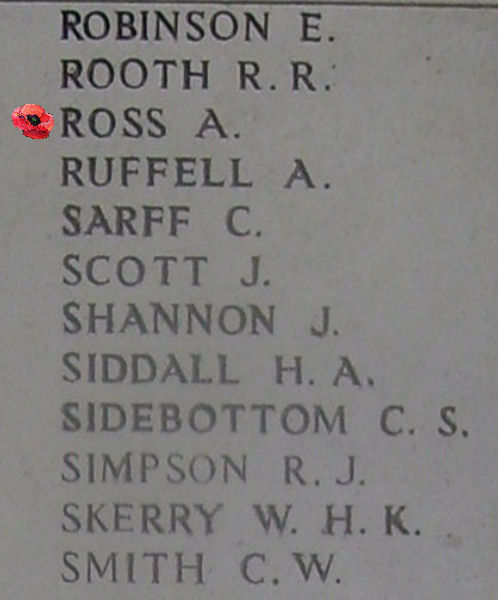 ROBINSON E.
ROOTH R. R.
ROSS A.
RUFFELL A.
SARFF C.
SCOTT J.
SHANNON J.
SIDDALL H. A.
SIDEBOTTOM C. S.
SIMPSON R. J.
SKERRY W. H. K.
SMITH C. W.